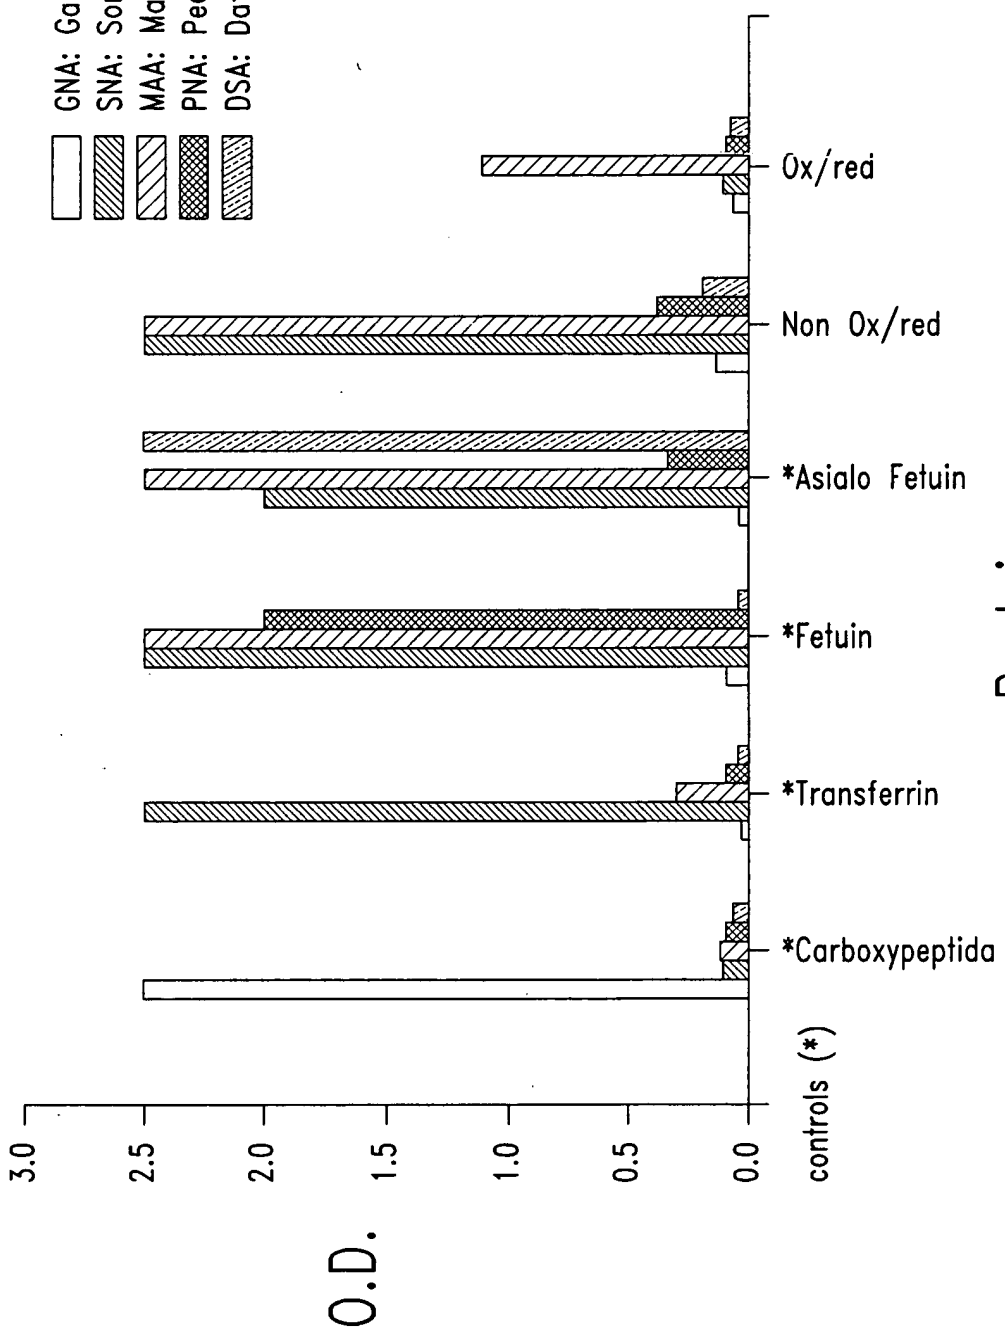 GNA: Ga
SNA: So
MAA: Ma
PNA: Pe
DSA: Da
O.D.
3.0
2.5
2.0
1.5
1.0
0.5
0.0
controls (*)
*Carboxypeptida
*Transferrin
*Fetuin
*Asialo Fetuin
Non Ox/red
Ox/red